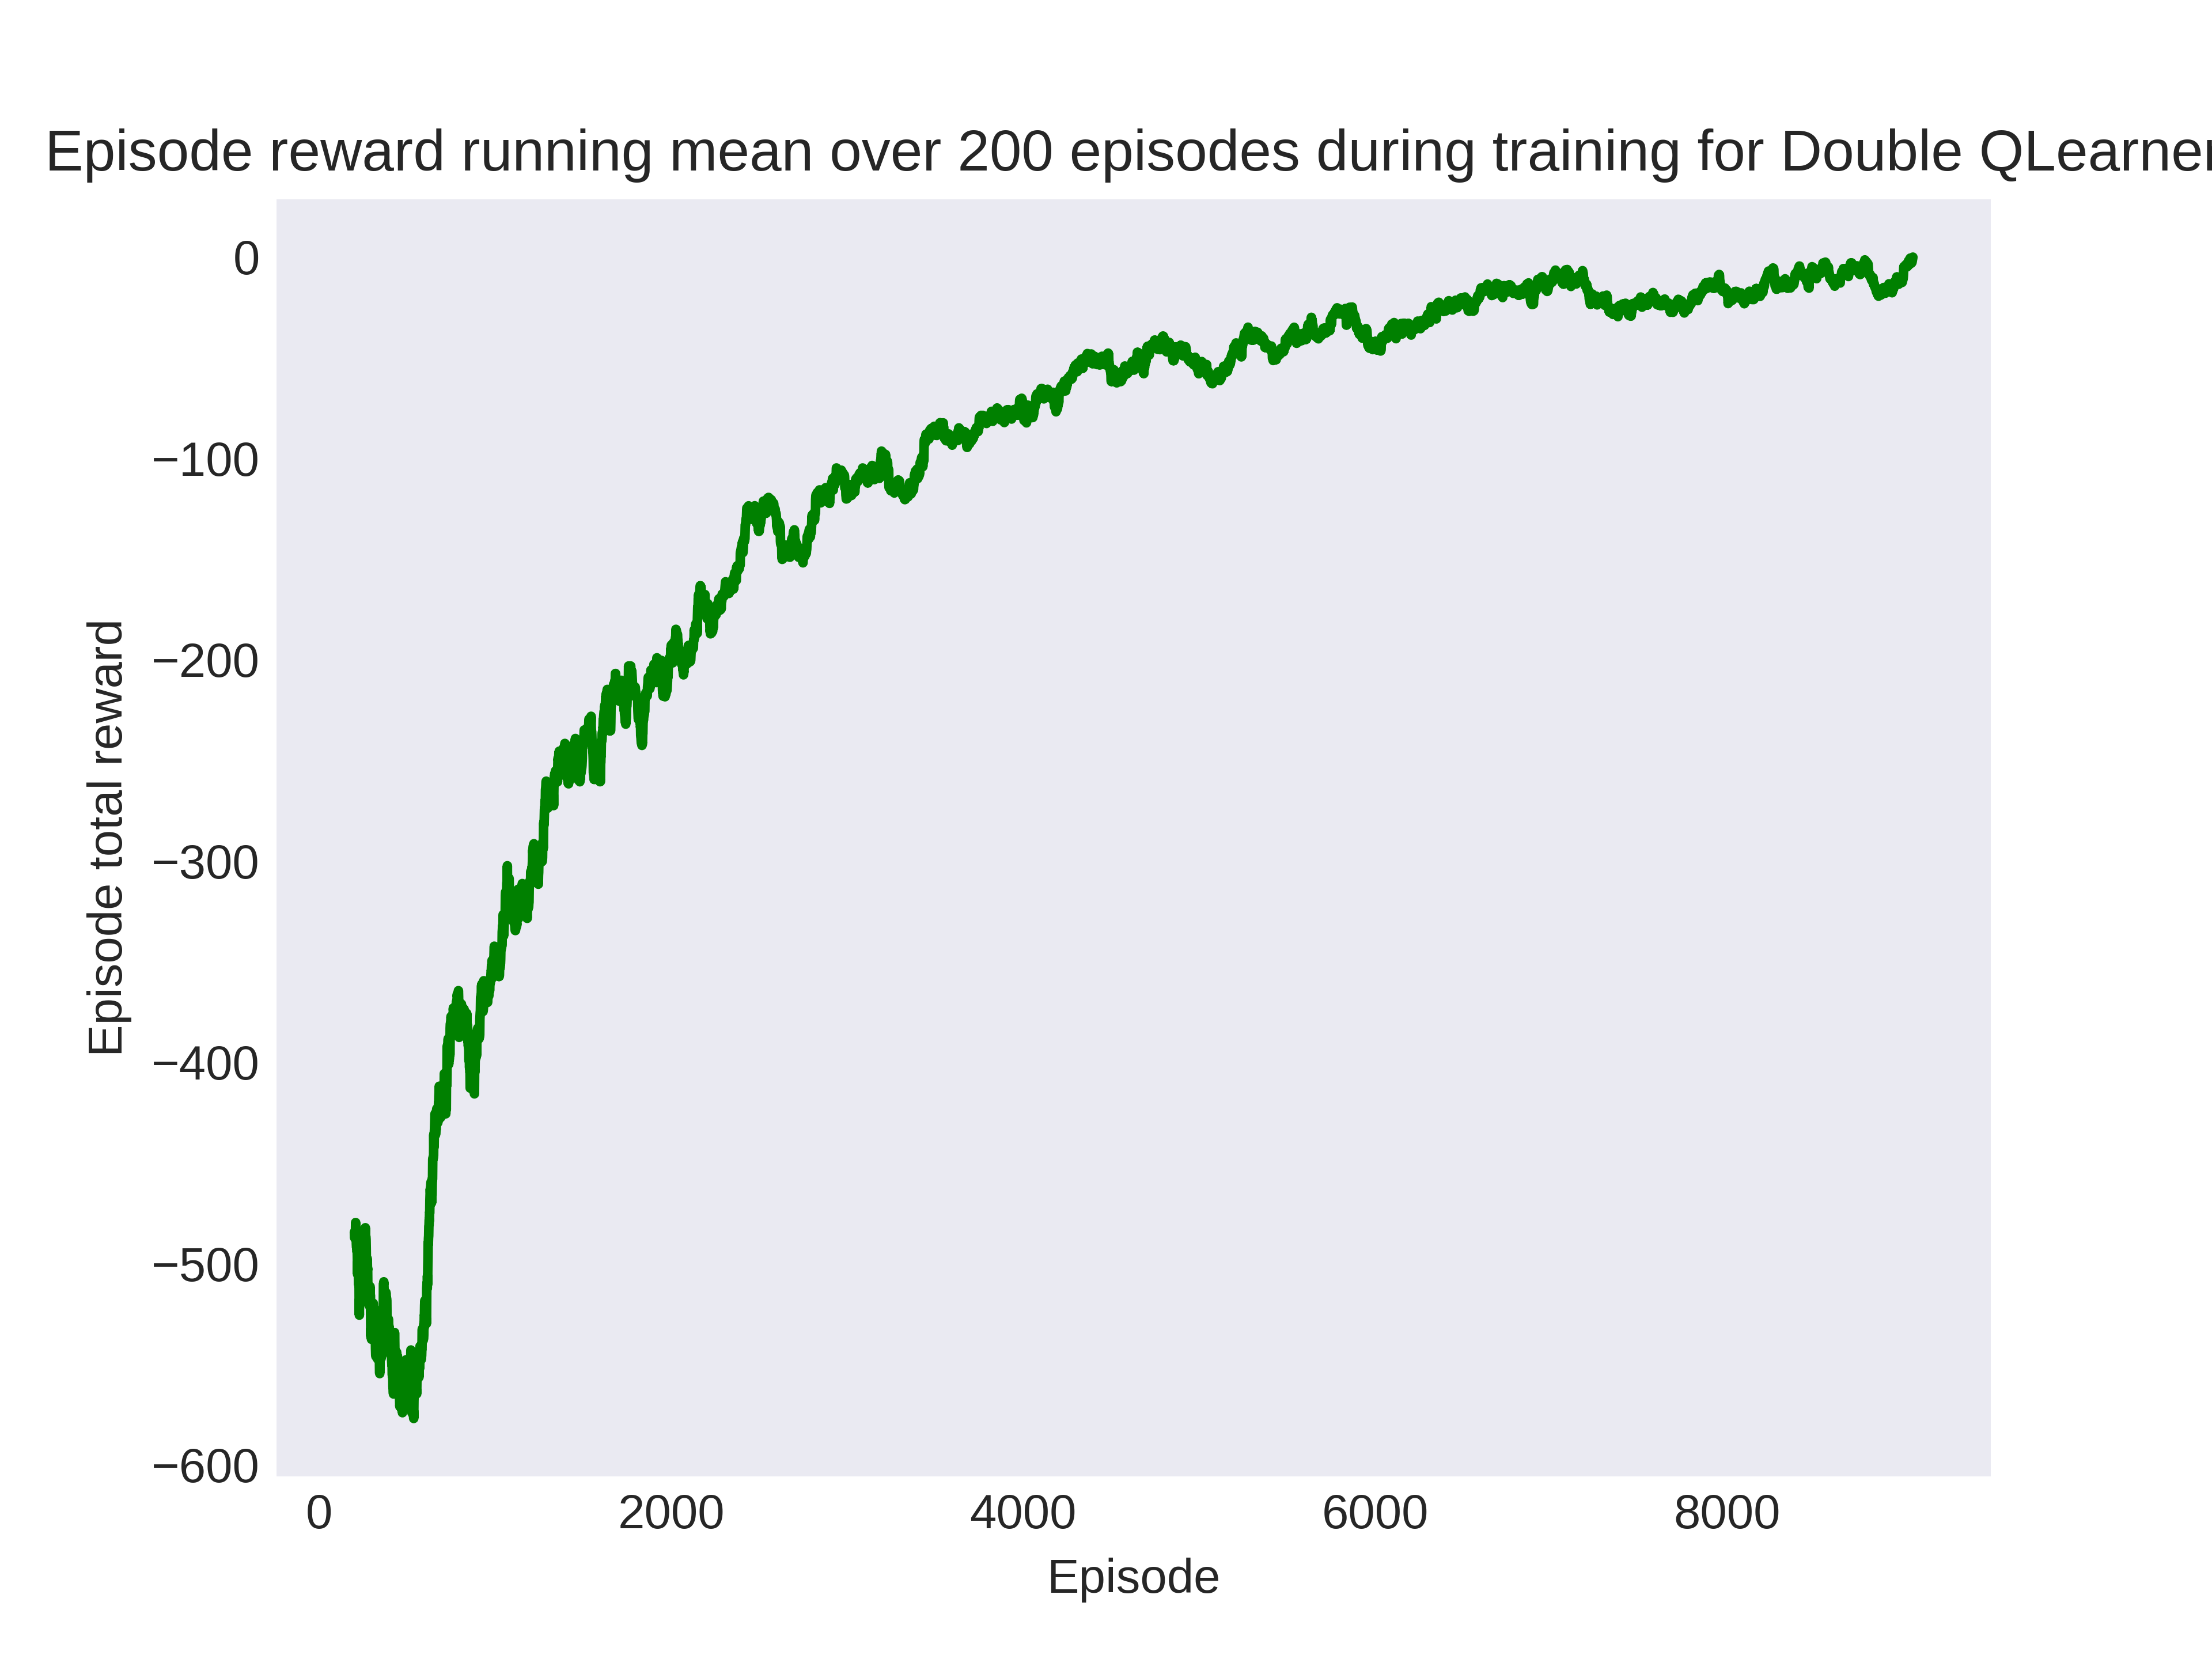 Episode reward running mean over 200 episodes during training for Double QLearner
0
−100
−200
−300
−400
−500
−600
Episode total reward
0 2000 4000 6000 8000
Episode